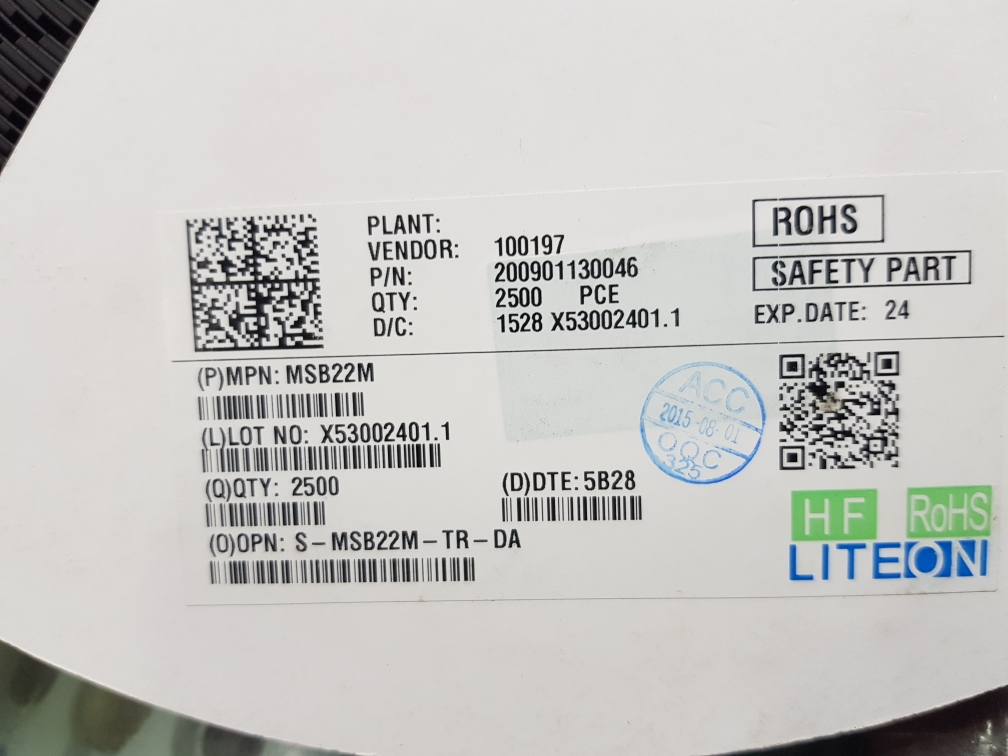 PLANT:
VENDOR: 100197
P/N: 200901130046
QTY: 2500 PCE
D/C: 1528 X53002401.1
ROHS
SAFETY PART
EXP.DATE: 24
(P)MPN: MSB22M
(L)LOT NO: X53002401.1
(Q)QTY: 2500
(D)DTE: 5B28
(O)OPN: S-MSB22M-TR-DA
ACC
2015-08-01
OQC
325
HF RoHS
LITEON